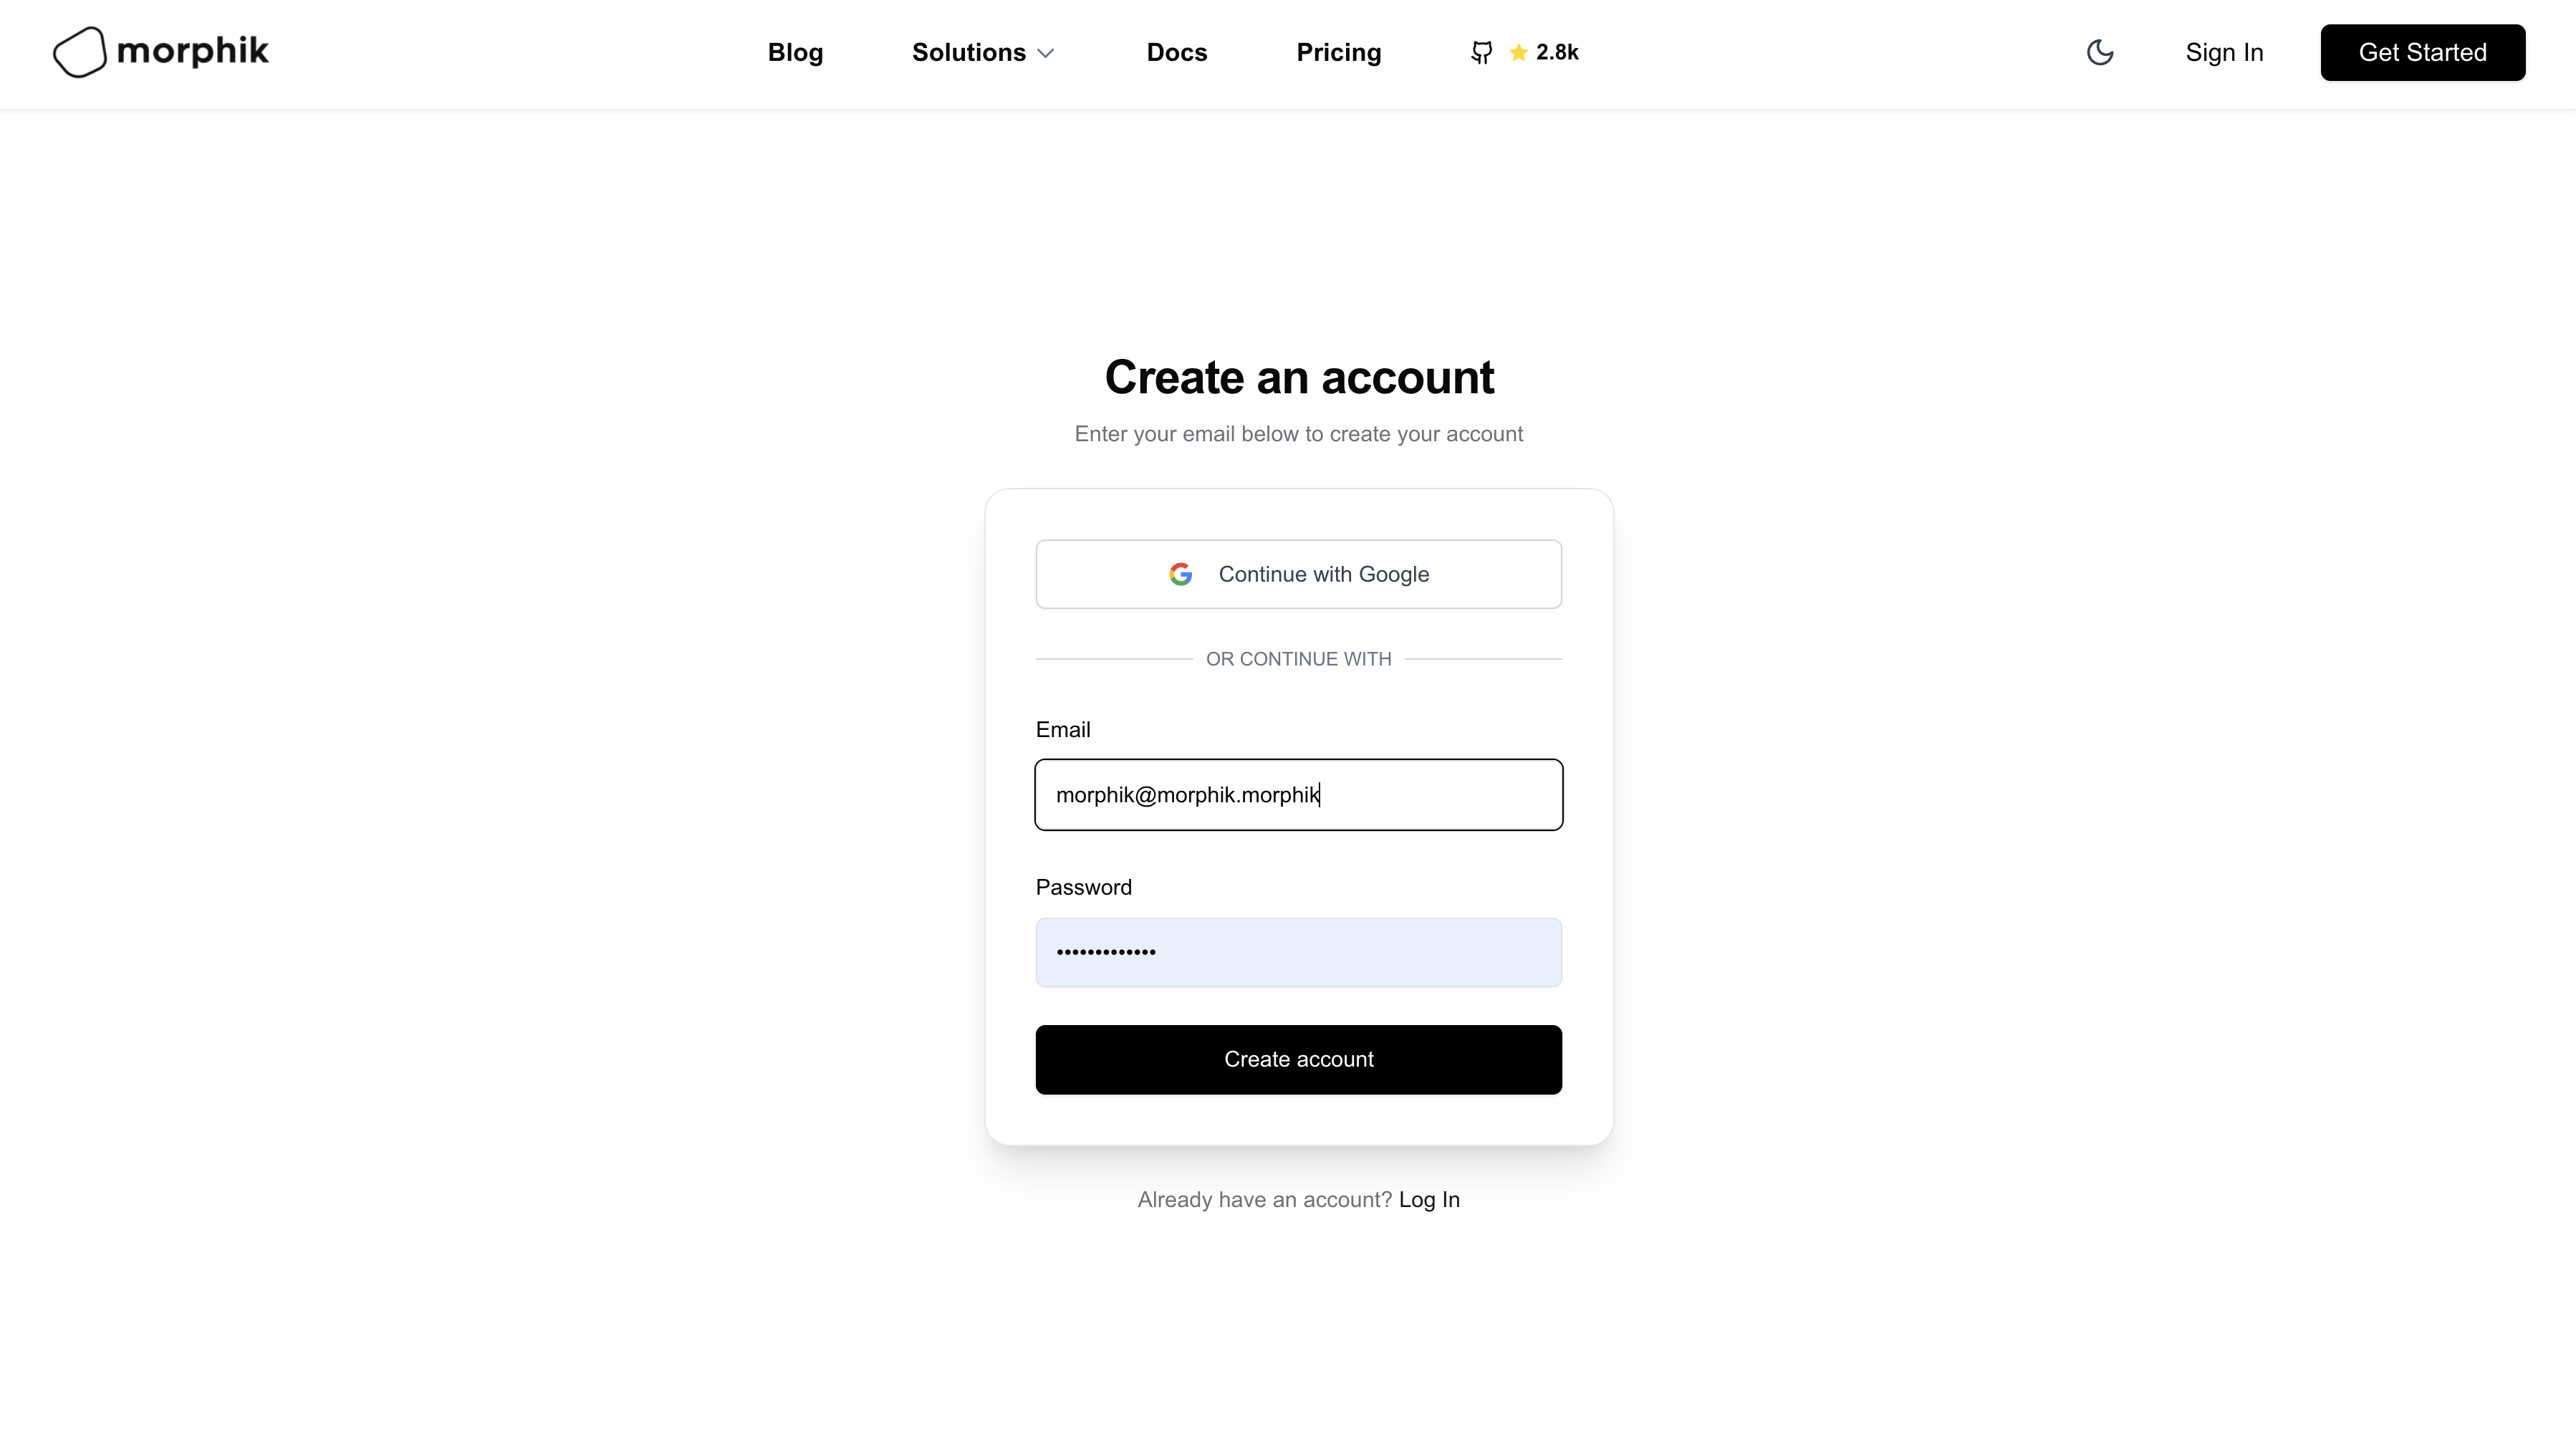 morphik
Blog Solutions Docs Pricing 2.8k
Sign In Get Started
Create an account
Enter your email below to create your account
Continue with Google
OR CONTINUE WITH
Email
morphik@morphik.morphik
Password
•••••••••••••
Create account
Already have an account? Log In